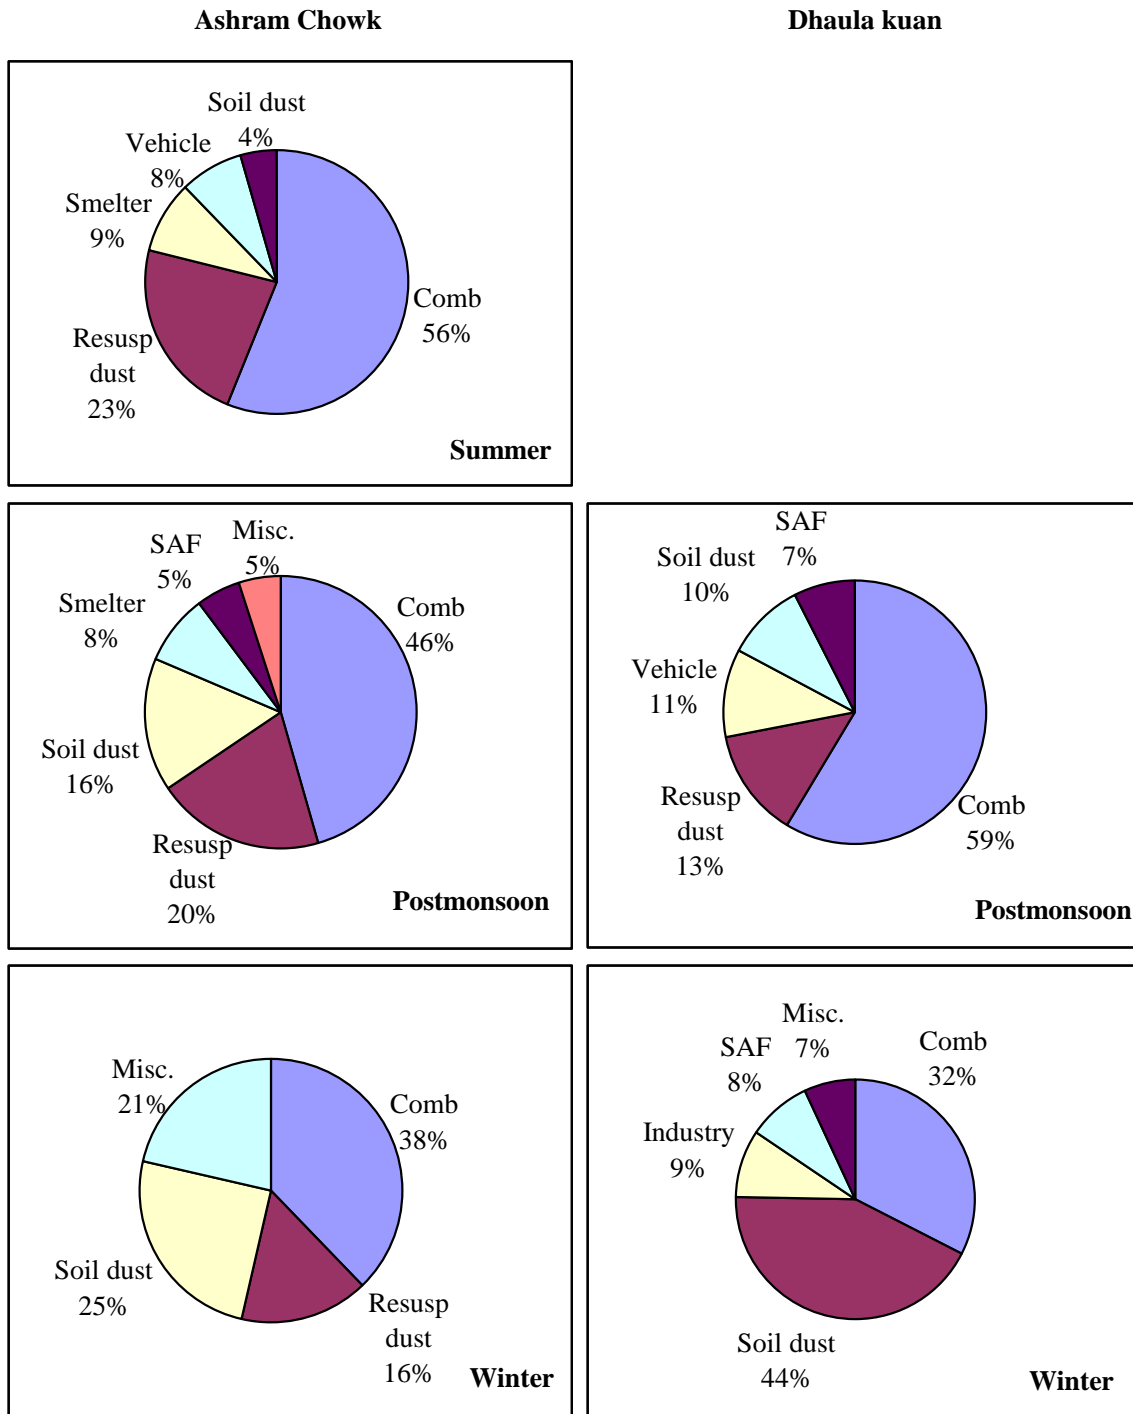 Ashram Chowk
Dhaula kuan
Soil dust
4%
Vehicle
8%
Smelter
9%
Resusp
dust
23%
Comb
56%
Summer
Misc.
5%
SAF
5%
Smelter
8%
Soil dust
16%
Resusp
dust
20%
Comb
46%
Postmonsoon
SAF
7%
Soil dust
10%
Vehicle
11%
Resusp
dust
13%
Comb
59%
Postmonsoon
Misc.
21%
Comb
38%
Soil dust
25%
Resusp
dust
16%
Winter
Misc.
7%
SAF
8%
Comb
32%
Industry
9%
Soil dust
44%
Winter